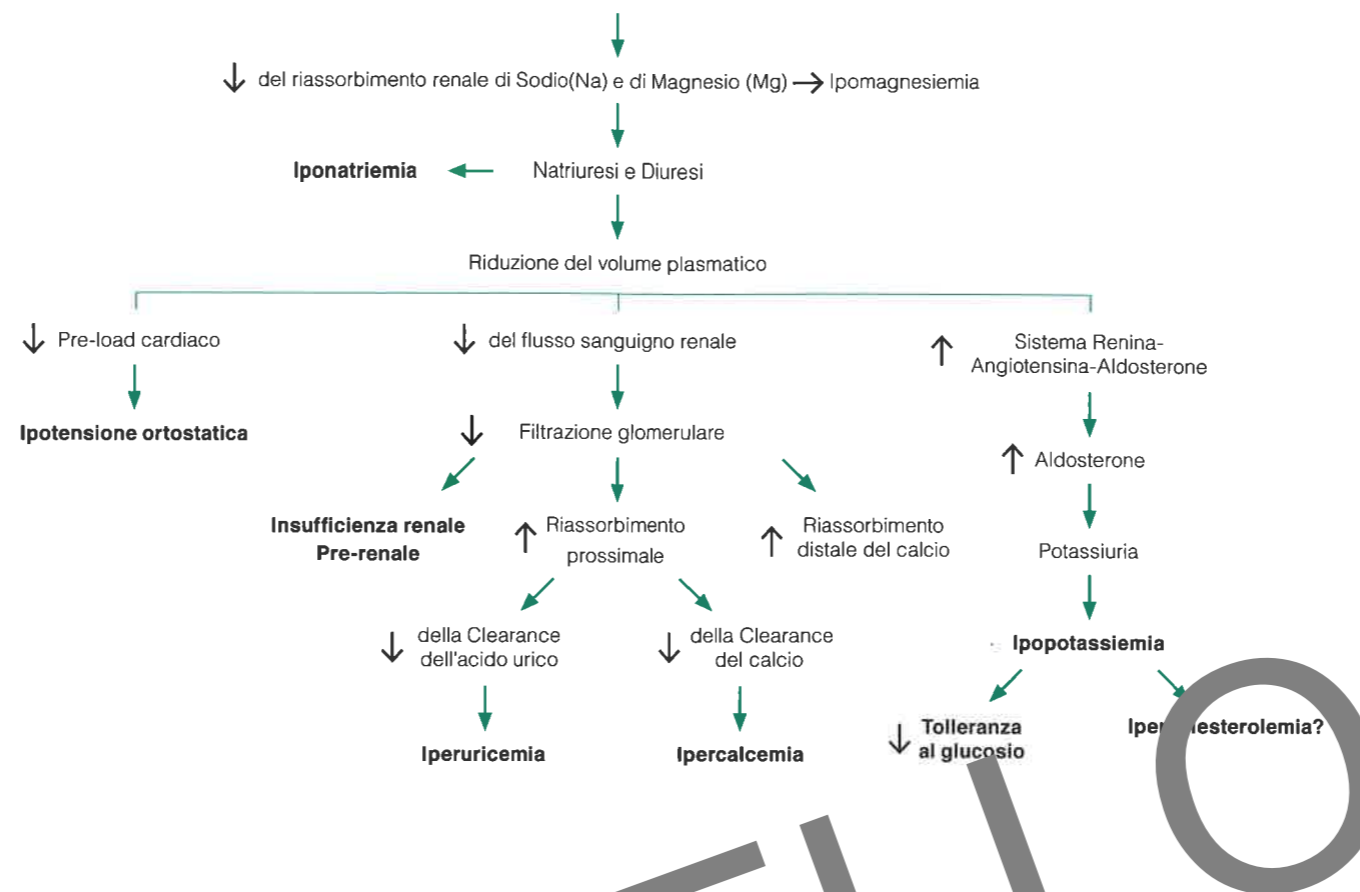 ↓ del riassorbimento renale di Sodio(Na) e di Magnesio (Mg) → Ipomagnesiemia
Iponatriemia ← Natriuresi e Diuresi
Riduzione del volume plasmatico
↓ Pre-load cardiaco
↓ del flusso sanguigno renale
↑ Sistema Renina-
Angiotensina-Aldosterone
Ipotensione ortostatica
↓ Filtrazione glomerulare
↑ Aldosterone
Insufficienza renale
Pre-renale
↑ Riassorbimento
prossimale
↑ Riassorbimento
distale del calcio
Potassiuria
↓ della Clearance
dell'acido urico
↓ della Clearance
del calcio
Ipopotassiemia
Iperuricemia
Ipercalcemia
↓ Tolleranza
al glucosio